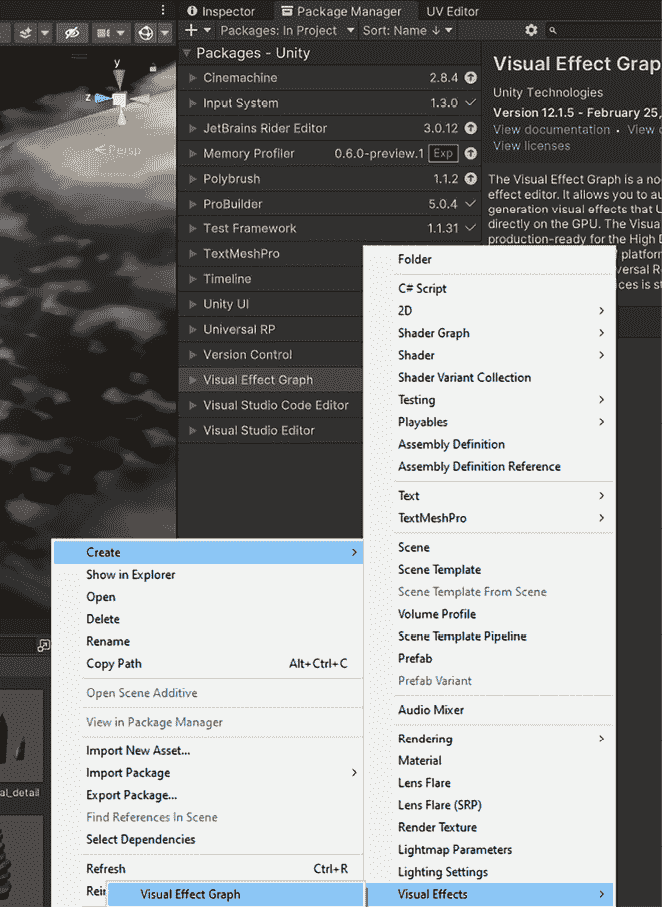 Inspector
Package Manager
UV Editor
Packages: In Project
Sort: Name ↓
Packages - Unity
Cinemachine 2.8.4
Input System 1.3.0
JetBrains Rider Editor 3.0.12
Memory Profiler 0.6.0-preview.1 Exp
Polybrush 1.1.2
ProBuilder 5.0.4
Test Framework 1.1.31
TextMeshPro
Timeline
Unity UI
Universal RP
Version Control
Visual Effect Graph
Visual Studio Code Editor
Visual Studio Editor
Visual Effect Grap
Unity Technologies
Version 12.1.5 - February 25,
View documentation • View c
View licenses
The Visual Effect Graph is a no
effect editor. It allows you to au
generation visual effects that U
directly on the GPU. The Visual
production-ready for the High D
platform
versal R
ices is st
y
z
Persp
Create
Show in Explorer
Open
Delete
Rename
Copy Path Alt+Ctrl+C
Open Scene Additive
View in Package Manager
Import New Asset...
Import Package
Export Package...
Find References In Scene
Select Dependencies
Refresh Ctrl+R
Rei
Visual Effect Graph
Folder
C# Script
2D
Shader Graph
Shader
Shader Variant Collection
Testing
Playables
Assembly Definition
Assembly Definition Reference
Text
TextMeshPro
Scene
Scene Template
Scene Template From Scene
Volume Profile
Scene Template Pipeline
Prefab
Prefab Variant
Audio Mixer
Rendering
Material
Lens Flare
Lens Flare (SRP)
Render Texture
Lightmap Parameters
Lighting Settings
Visual Effects
al_detail